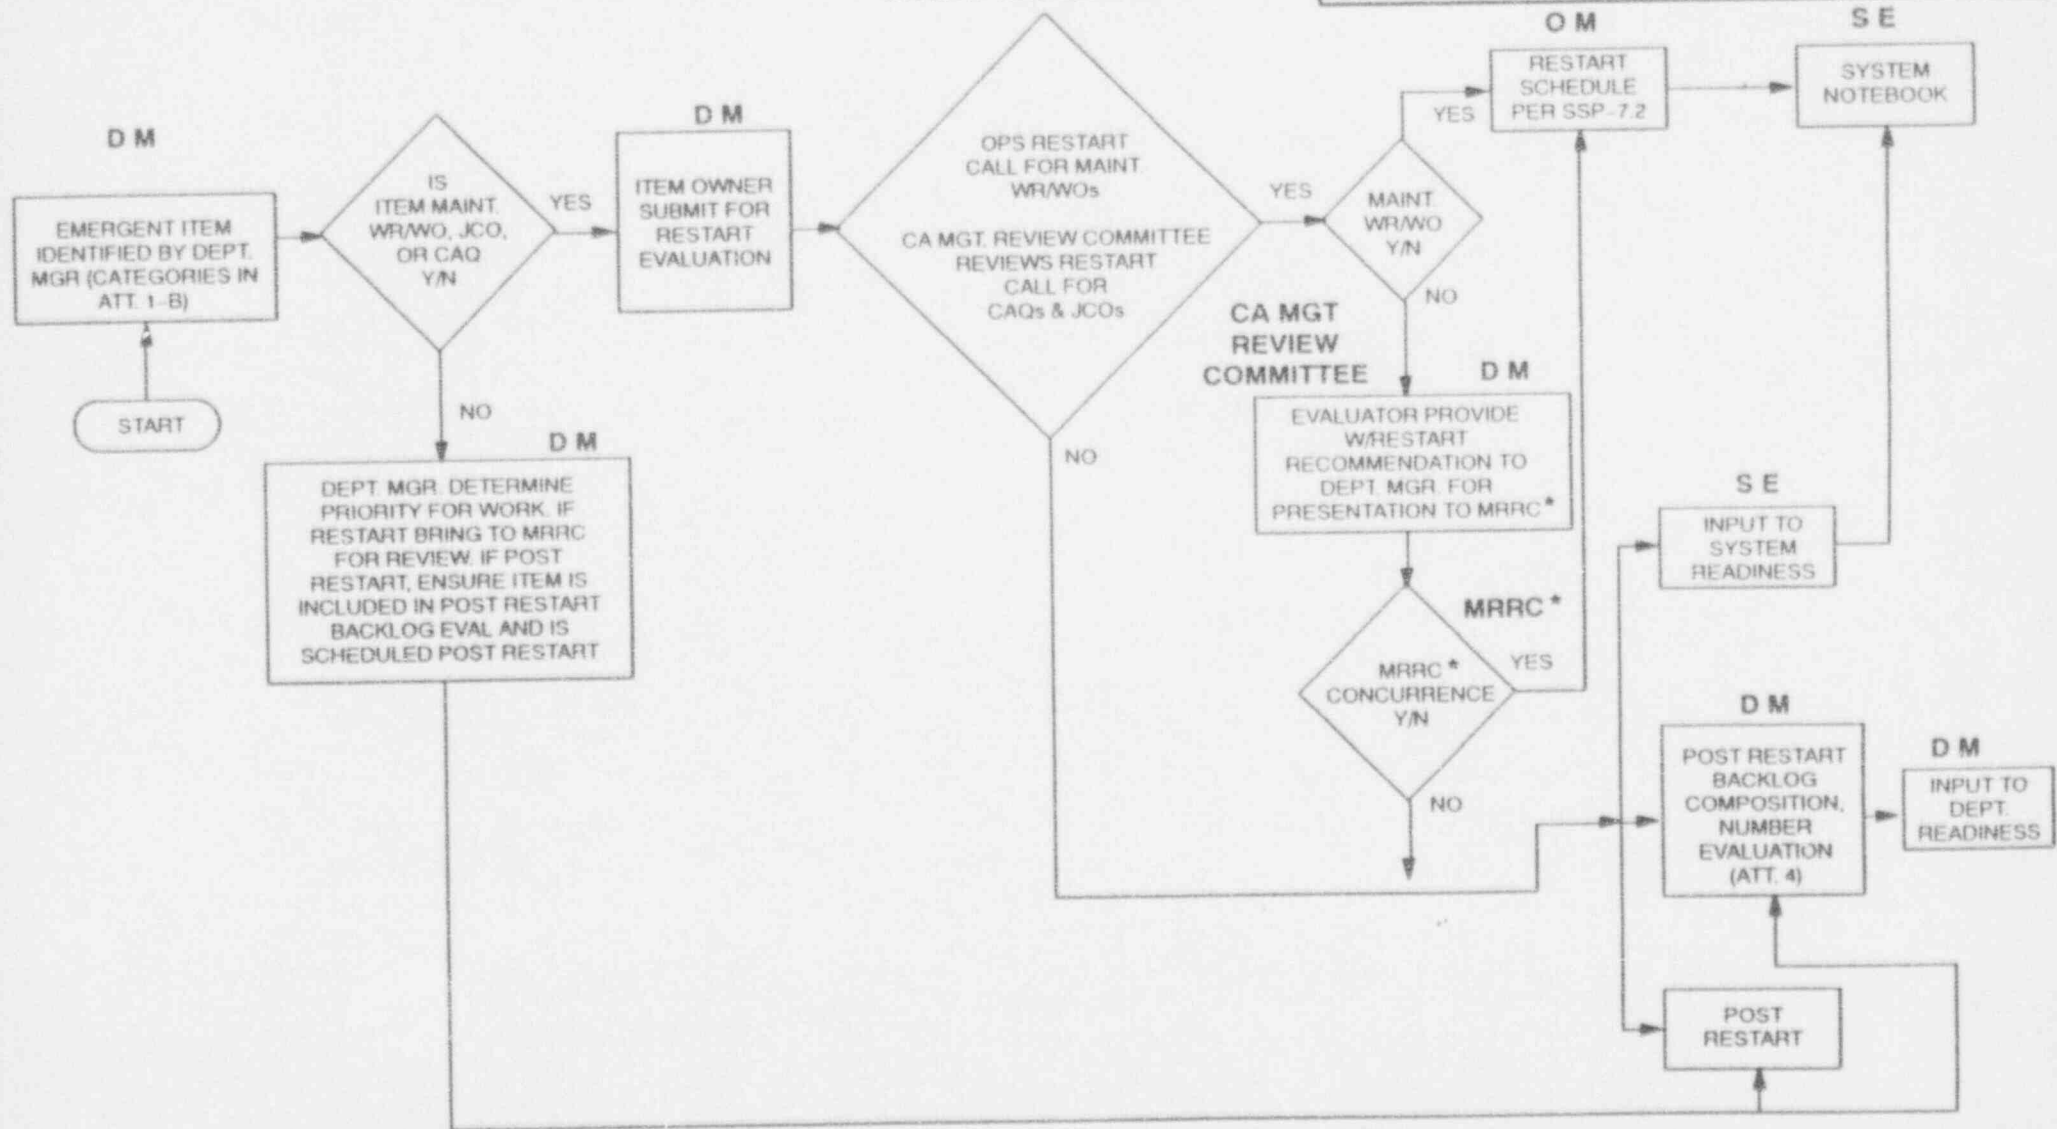 O M
S E
RESTART
SCHEDULE
PER SSP-7.2
SYSTEM
NOTEBOOK
D M
D M
EMERGENT ITEM
IDENTIFIED BY DEPT.
MGR (CATEGORIES IN
ATT. 1-B)
START
IS
ITEM MAINT.
WR/WO, JCO,
OR CAQ
Y/N
YES
NO
ITEM OWNER
SUBMIT FOR
RESTART
EVALUATION
OPS RESTART
CALL FOR MAINT.
WR/WOs
CA MGT. REVIEW COMMITTEE
REVIEWS RESTART
CALL FOR
CAQs & JCOs
YES
NO
MAINT.
WR/WO
Y/N
YES
NO
D M
DEPT. MGR. DETERMINE
PRIORITY FOR WORK. IF
RESTART BRING TO MRRC
FOR REVIEW. IF POST
RESTART, ENSURE ITEM IS
INCLUDED IN POST RESTART
BACKLOG EVAL AND IS
SCHEDULED POST RESTART
CA MGT
REVIEW
COMMITTEE
D M
EVALUATOR PROVIDE
W/RESTART
RECOMMENDATION TO
DEPT. MGR. FOR
PRESENTATION TO MRRC*
MRRC*
MRRC*
CONCURRENCE
Y/N
YES
NO
S E
INPUT TO
SYSTEM
READINESS
D M
POST RESTART
BACKLOG
COMPOSITION,
NUMBER
EVALUATION
(ATT. 4)
D M
INPUT TO
DEPT.
READINESS
POST
RESTART